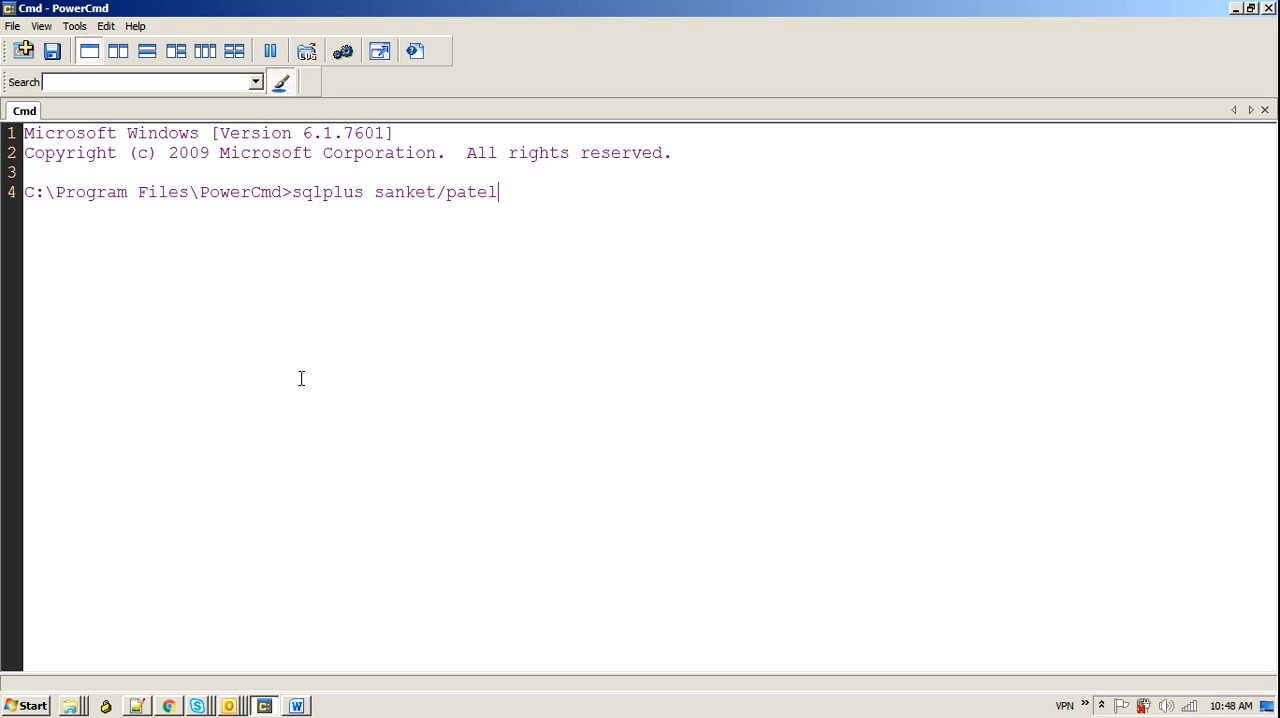 Cmd - PowerCmd
File View Tools Edit Help
Search
Cmd
1 Microsoft Windows [Version 6.1.7601]
2 Copyright (c) 2009 Microsoft Corporation.  All rights reserved.
3
4 C:\Program Files\PowerCmd>sqlplus sanket/patel
Start VPN 10:48 AM